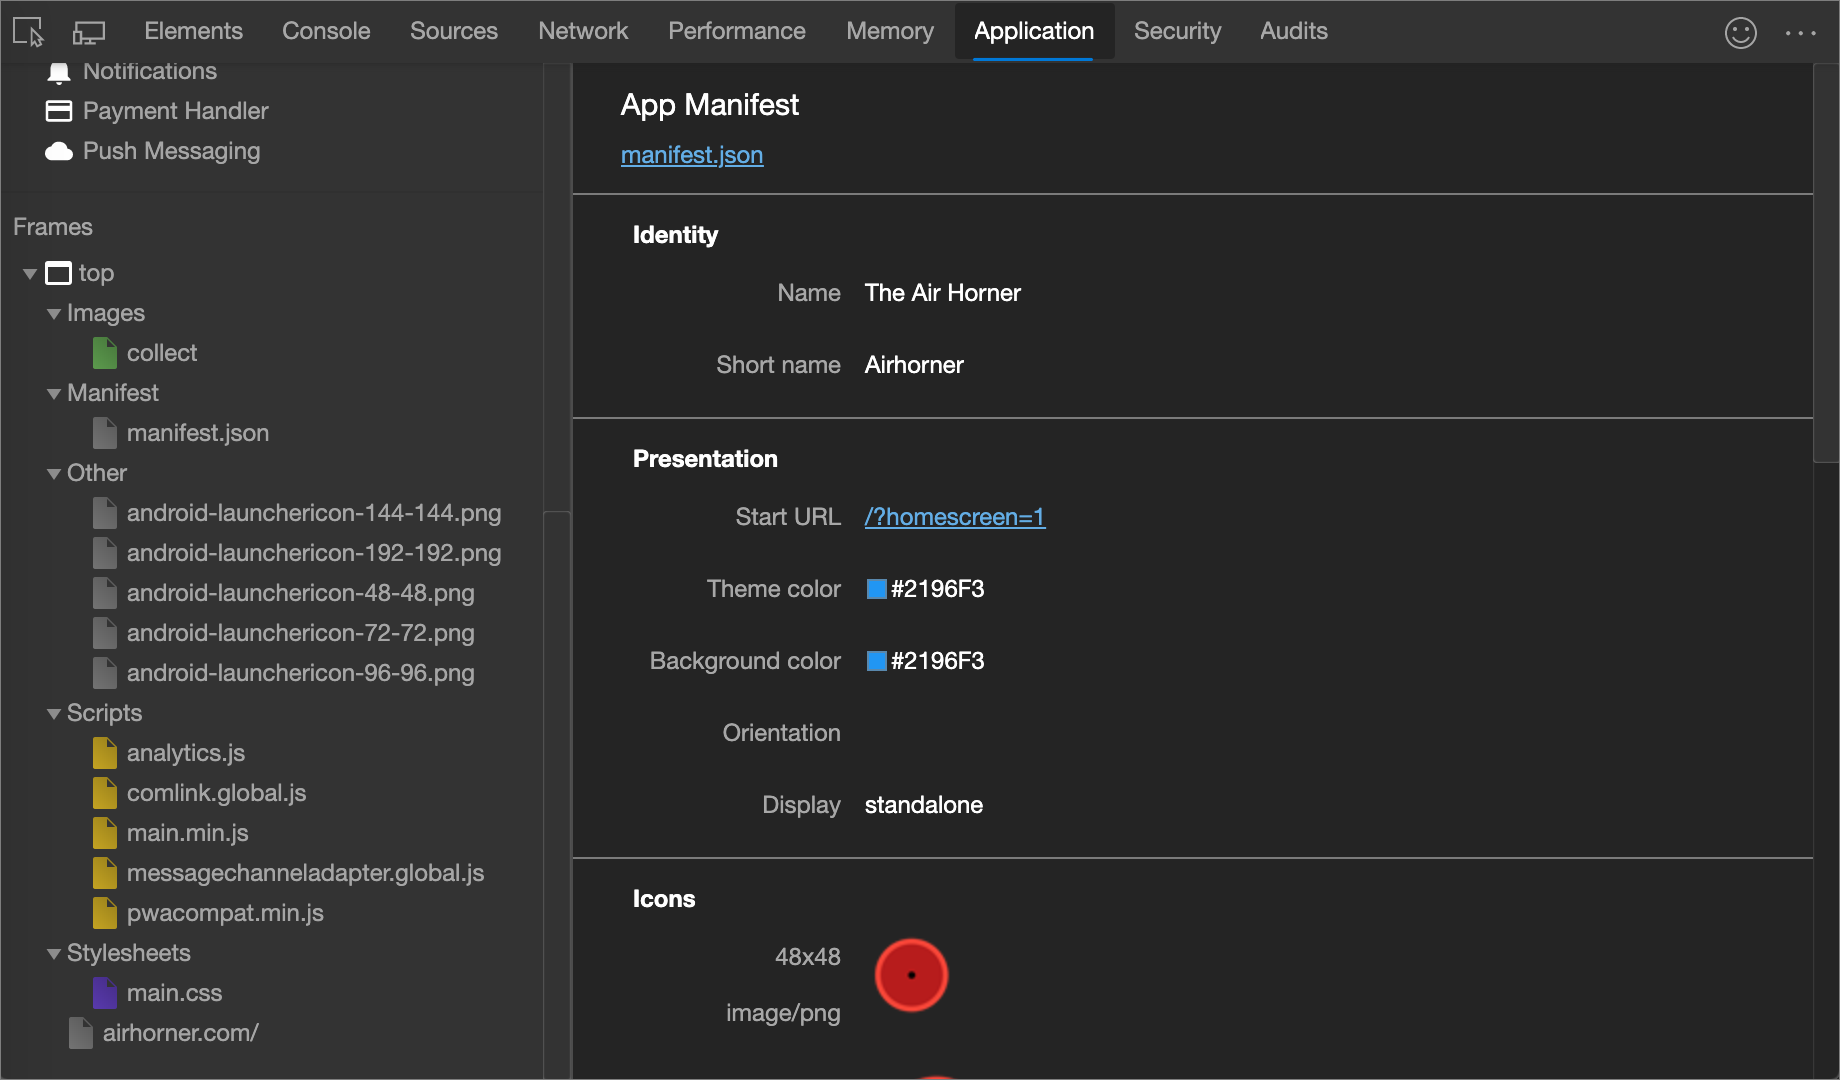 Elements Console Sources Network Performance Memory Application Security Audits
Notifications
Payment Handler
Push Messaging
Frames
top
Images
collect
Manifest
manifest.json
Other
android-launchericon-144-144.png
android-launchericon-192-192.png
android-launchericon-48-48.png
android-launchericon-72-72.png
android-launchericon-96-96.png
Scripts
analytics.js
comlink.global.js
main.min.js
messagechanneladapter.global.js
pwacompat.min.js
Stylesheets
main.css
airhorner.com/
App Manifest
manifest.json
Identity
Name The Air Horner
Short name Airhorner
Presentation
Start URL /?homescreen=1
Theme color #2196F3
Background color #2196F3
Orientation
Display standalone
Icons
48x48
image/png